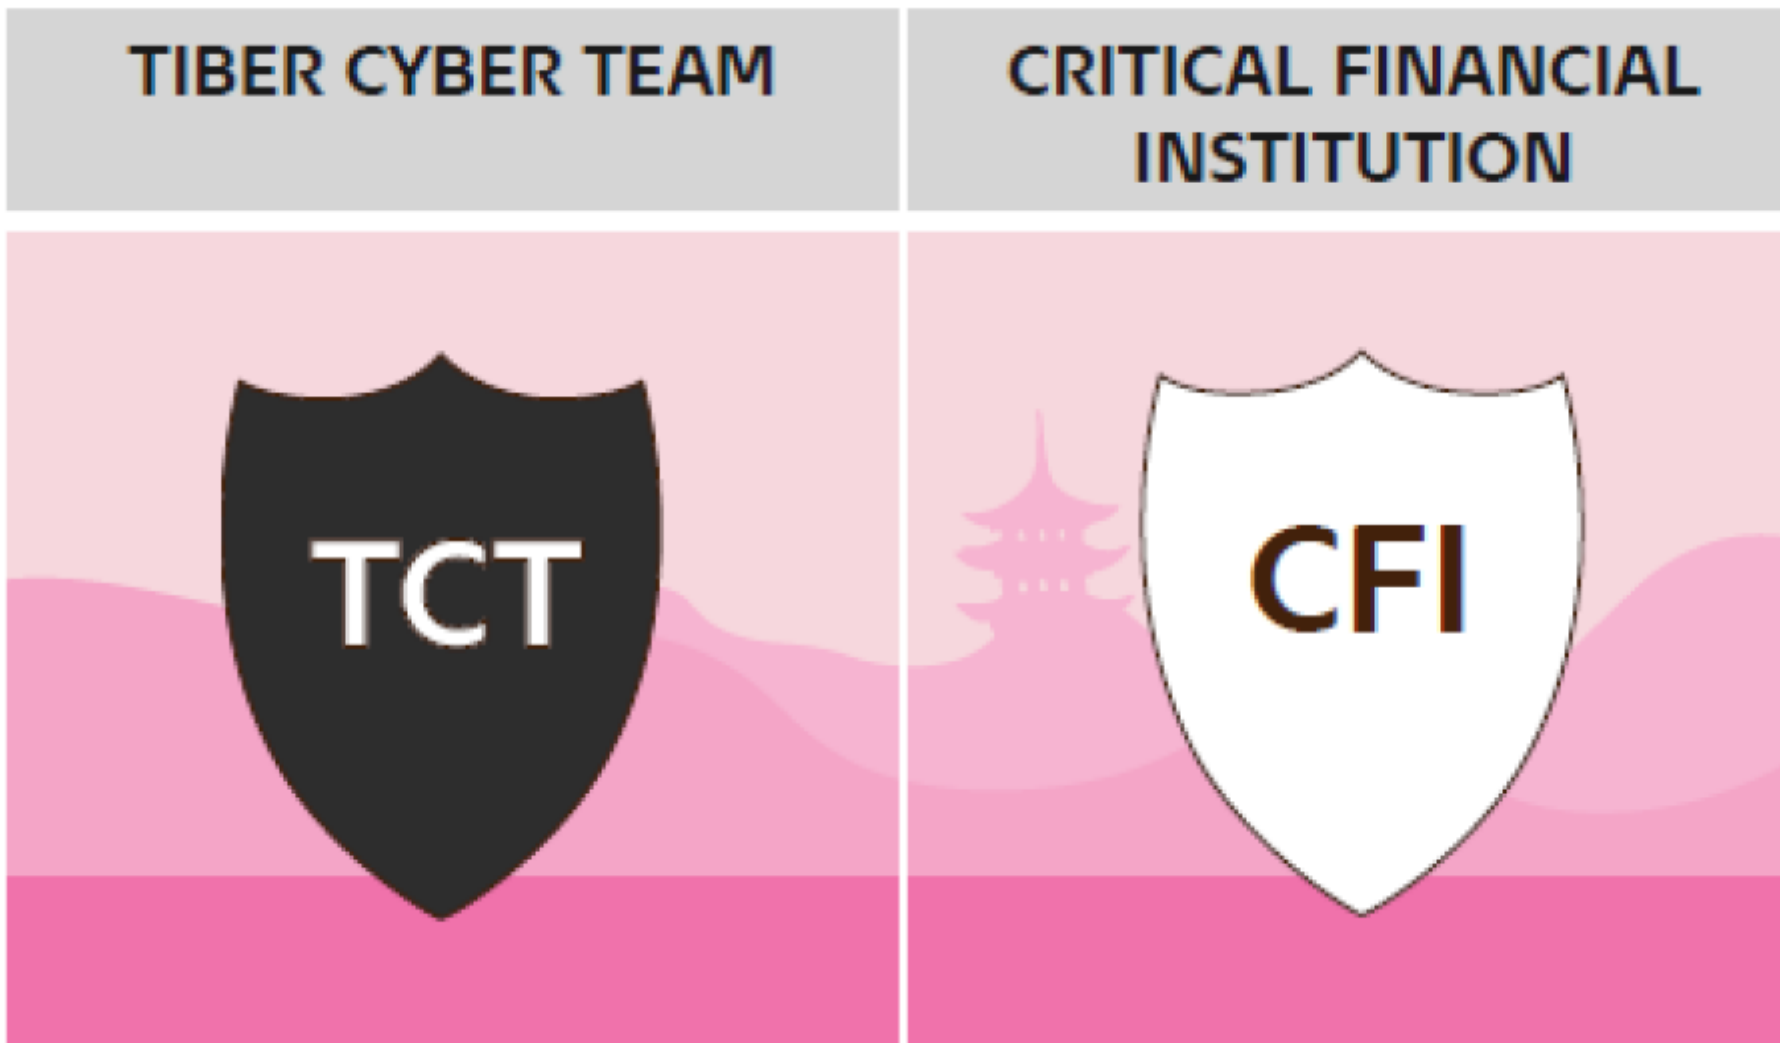 TIBER CYBER TEAM
CRITICAL FINANCIAL
INSTITUTION
TCT
CFI